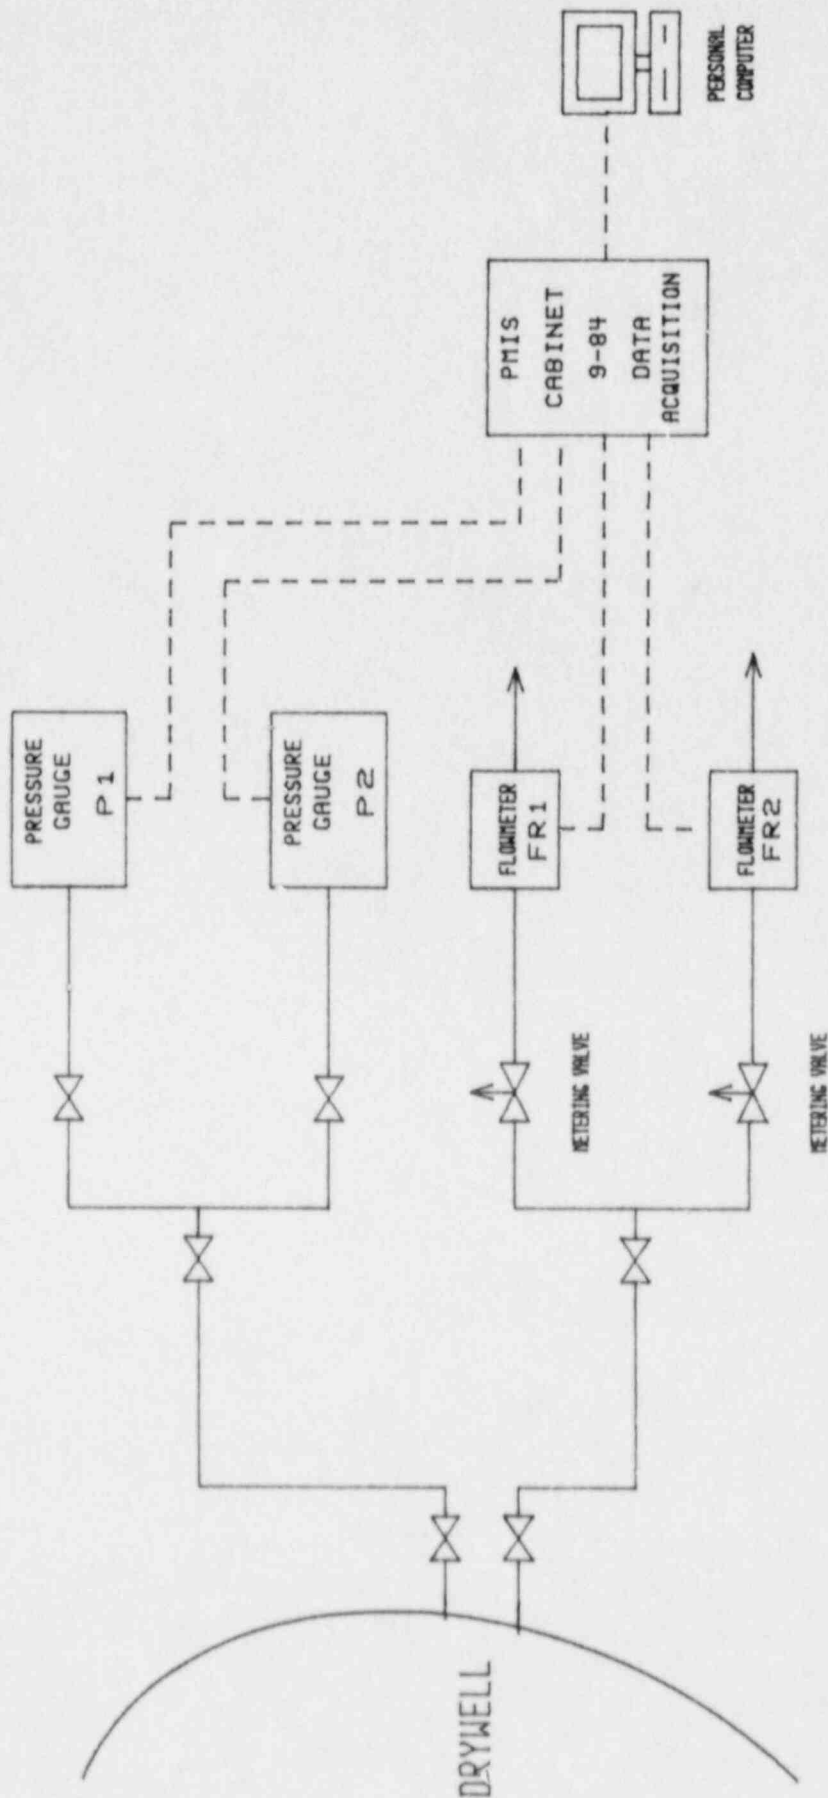 PERSONAL
COMPUTER
PMIS
CABINET
9-84
DATA
ACQUISITION
PRESSURE
GAUGE
P1
PRESSURE
GAUGE
P2
FLOWMETER
FR1
FLOWMETER
FR2
METERING VALVE
METERING VALVE
DRYWELL